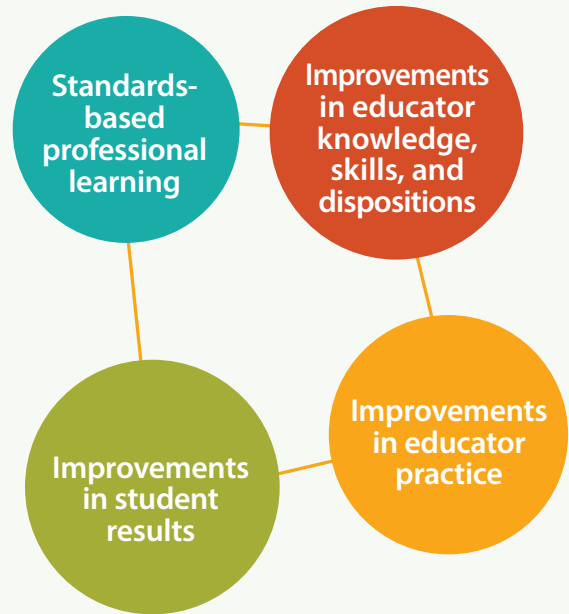 Standards-
based
professional
learning
Improvements
in educator
knowledge,
skills, and
dispositions
Improvements
in educator
practice
Improvements
in student
results